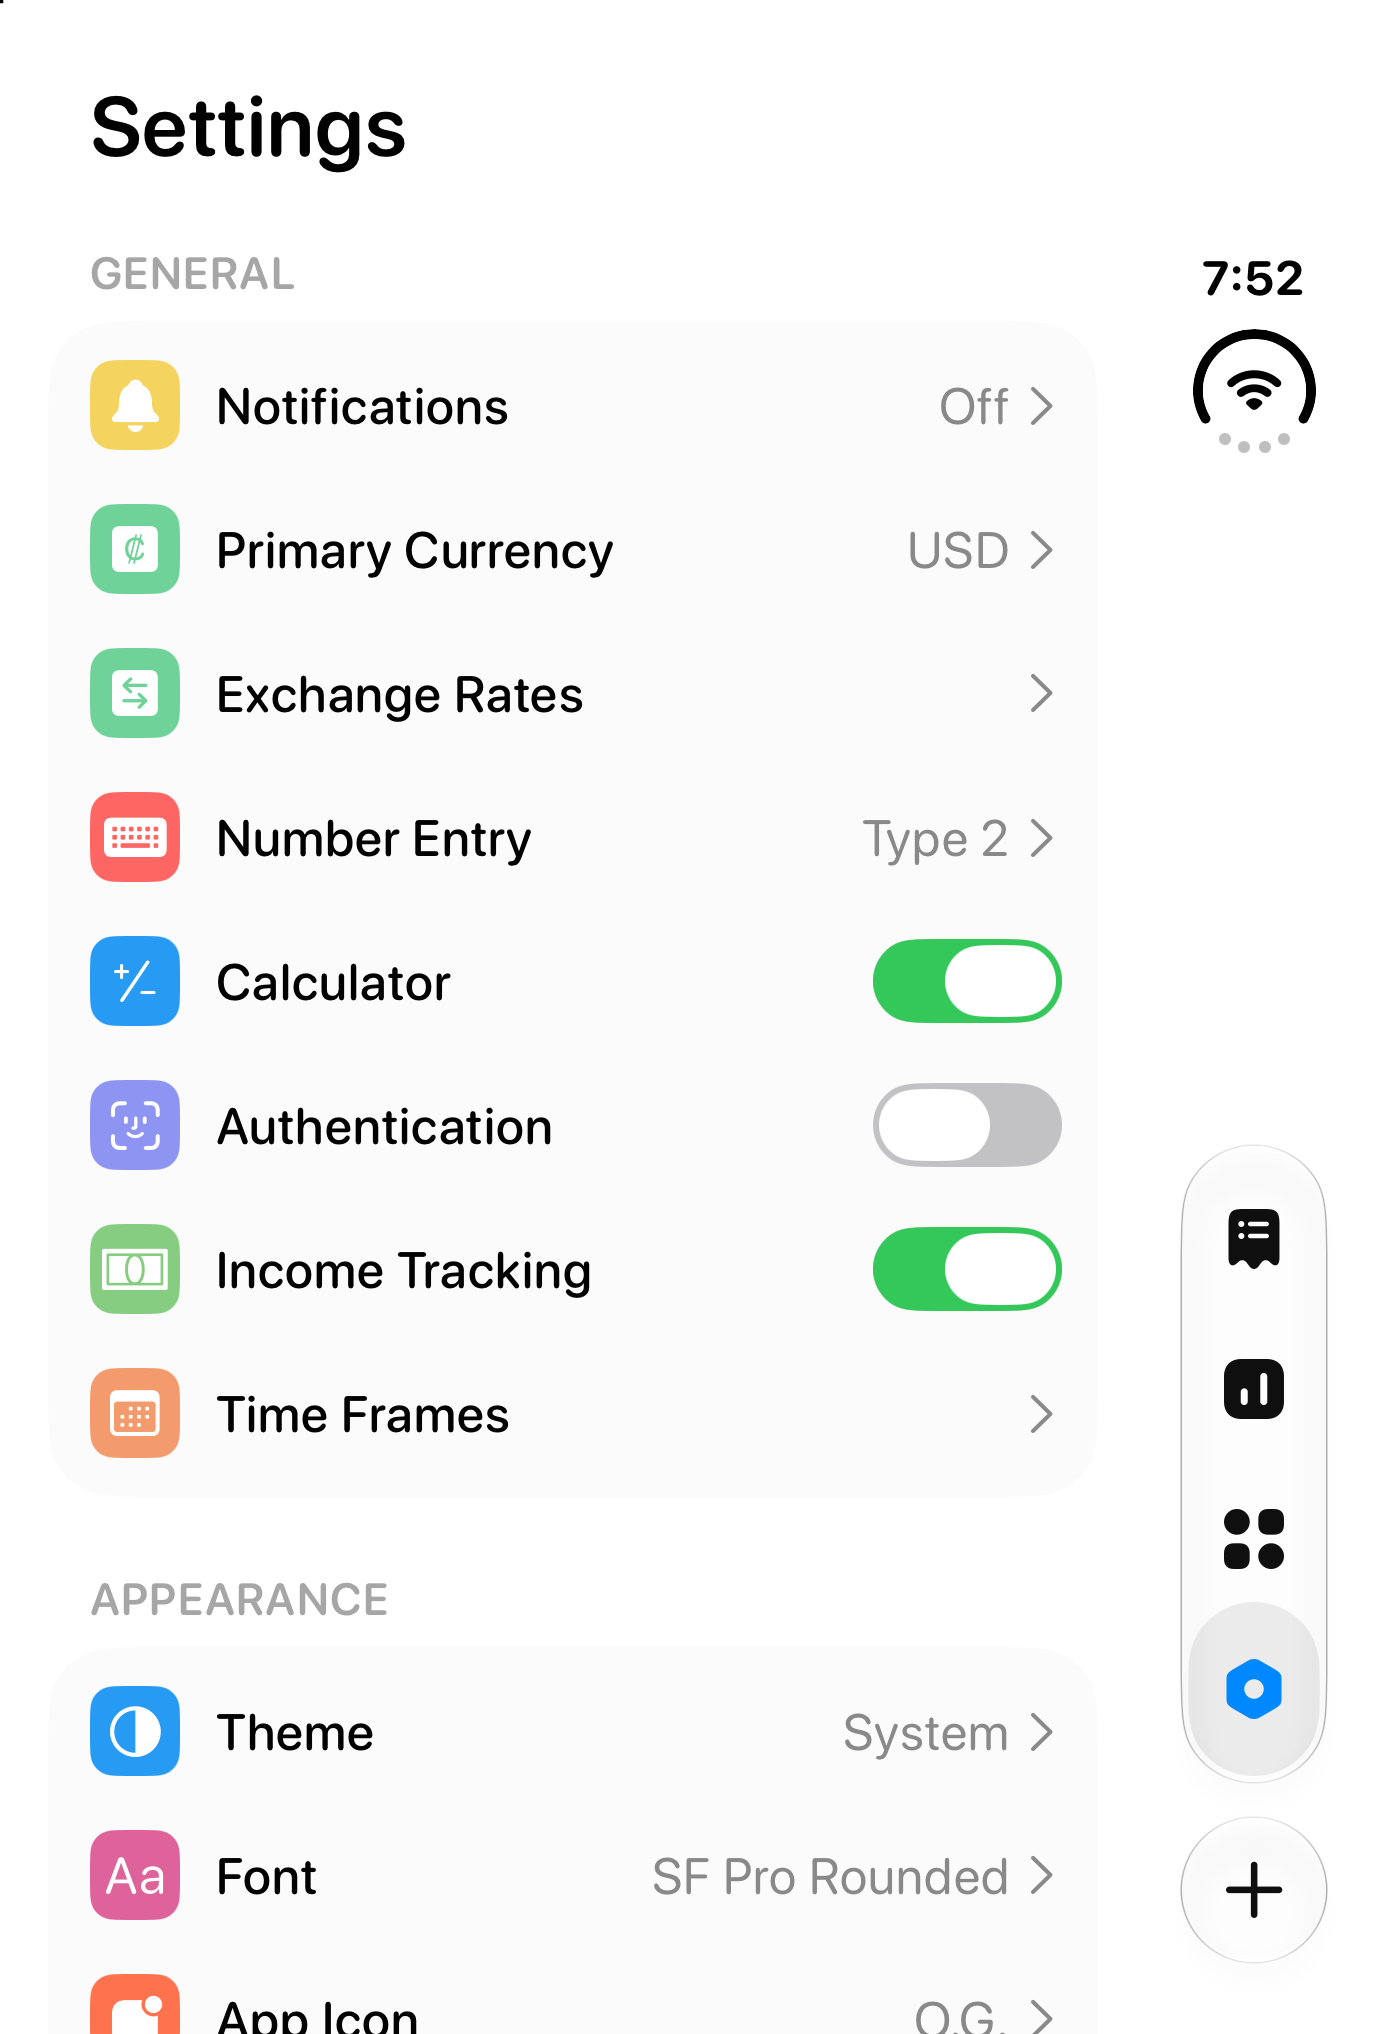 Settings
GENERAL
7:52
Notifications Off
Primary Currency USD
Exchange Rates
Number Entry Type 2
Calculator
Authentication
Income Tracking
Time Frames
APPEARANCE
Theme System
Aa Font SF Pro Rounded
App Icon O.G.